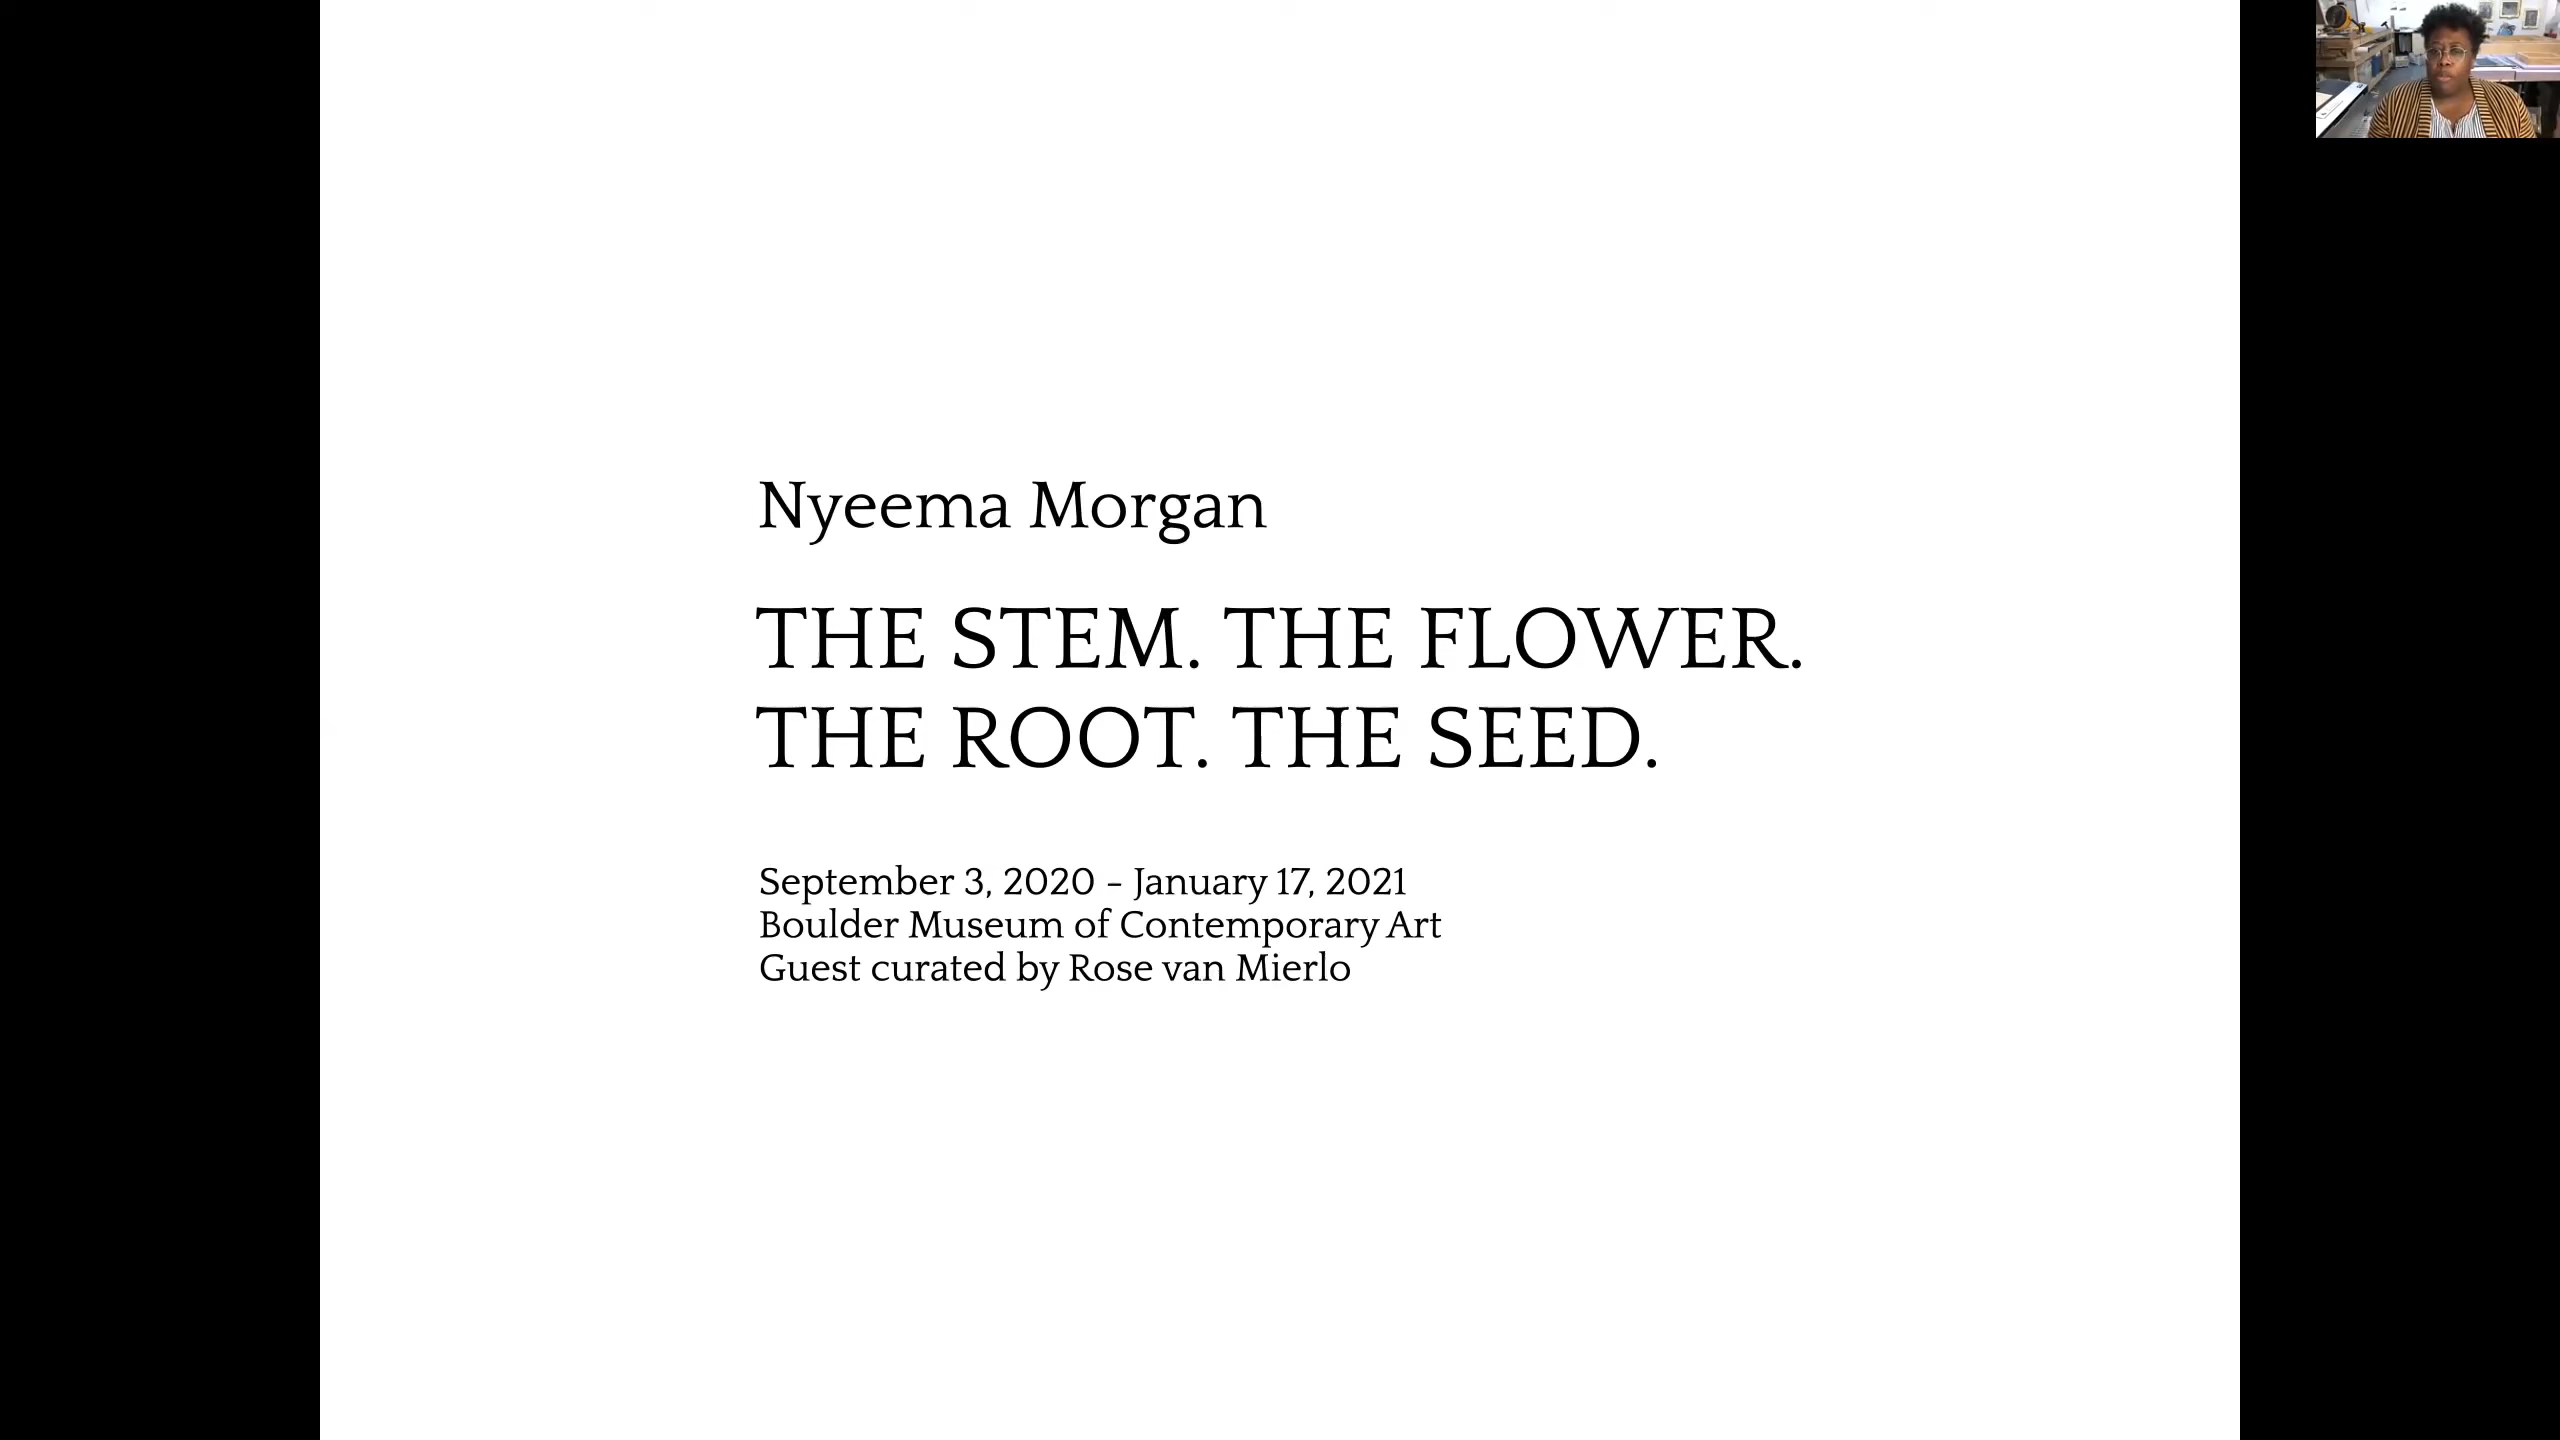 Nyeema Morgan
THE STEM. THE FLOWER.
THE ROOT. THE SEED.
September 3, 2020 – January 17, 2021
Boulder Museum of Contemporary Art
Guest curated by Rose van Mierlo